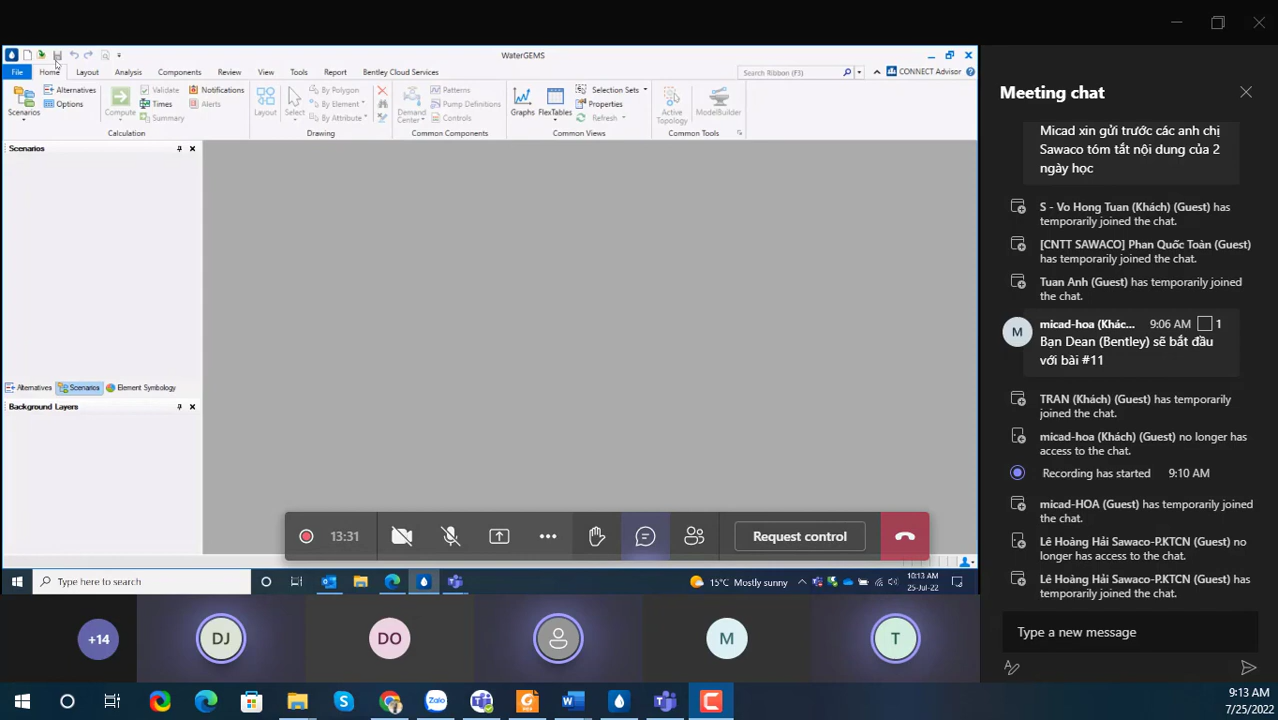 Meeting chat
WaterGEMS
File Home Layout Analysis Components Review View Tools Report Bentley Cloud Services Search Ribbon (F3) CONNECT Advisor
Scenarios Alternatives Options Compute Validate Times Summary Notifications Alerts
Layout Select By Polygon By Element By Attribute
Demand Center Patterns Pump Definitions Controls
Graphs FlexTables Selection Sets Properties Refresh
Active Topology ModelBuilder
Calculation Drawing Common Components Common Views Common Tools
Scenarios
Alternatives Scenarios Element Symbology
Background Layers
Micad xin gửi trước các anh chị
Sawaco tóm tắt nội dung của 2
ngày học
S - Vo Hong Tuan (Khách) (Guest) has
temporarily joined the chat.
[CNTT SAWACO] Phan Quốc Toàn (Guest)
has temporarily joined the chat.
Tuan Anh (Guest) has temporarily joined
the chat.
M micad-hoa (Khác... 9:06 AM 1
Bạn Dean (Bentley) sẽ bắt đầu
với bài #11
TRAN (Khách) (Guest) has temporarily
joined the chat.
micad-hoa (Khách) (Guest) no longer has
access to the chat.
Recording has started 9:10 AM
micad-HOA (Guest) has temporarily joined
the chat.
Lê Hoàng Hải Sawaco-P.KTCN (Guest) no
longer has access to the chat.
Lê Hoàng Hải Sawaco-P.KTCN (Guest) has
temporarily joined the chat.
Type a new message
13:31 Request control
Type here to search 15°C Mostly sunny 10:13 AM
25-Jul-22
+14 DJ DO M T
9:13 AM
7/25/2022